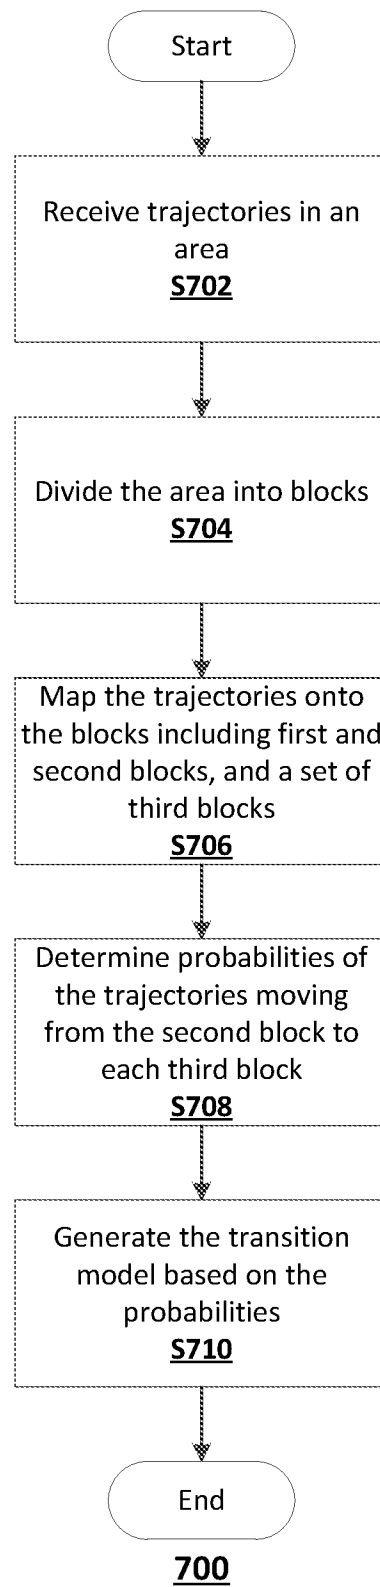 Start
Receive trajectories in an
area
S702
Divide the area into blocks
S704
Map the trajectories onto
the blocks including first and
second blocks, and a set of
third blocks
S706
Determine probabilities of
the trajectories moving
from the second block to
each third block
S708
Generate the transition
model based on the
probabilities
S710
End
700